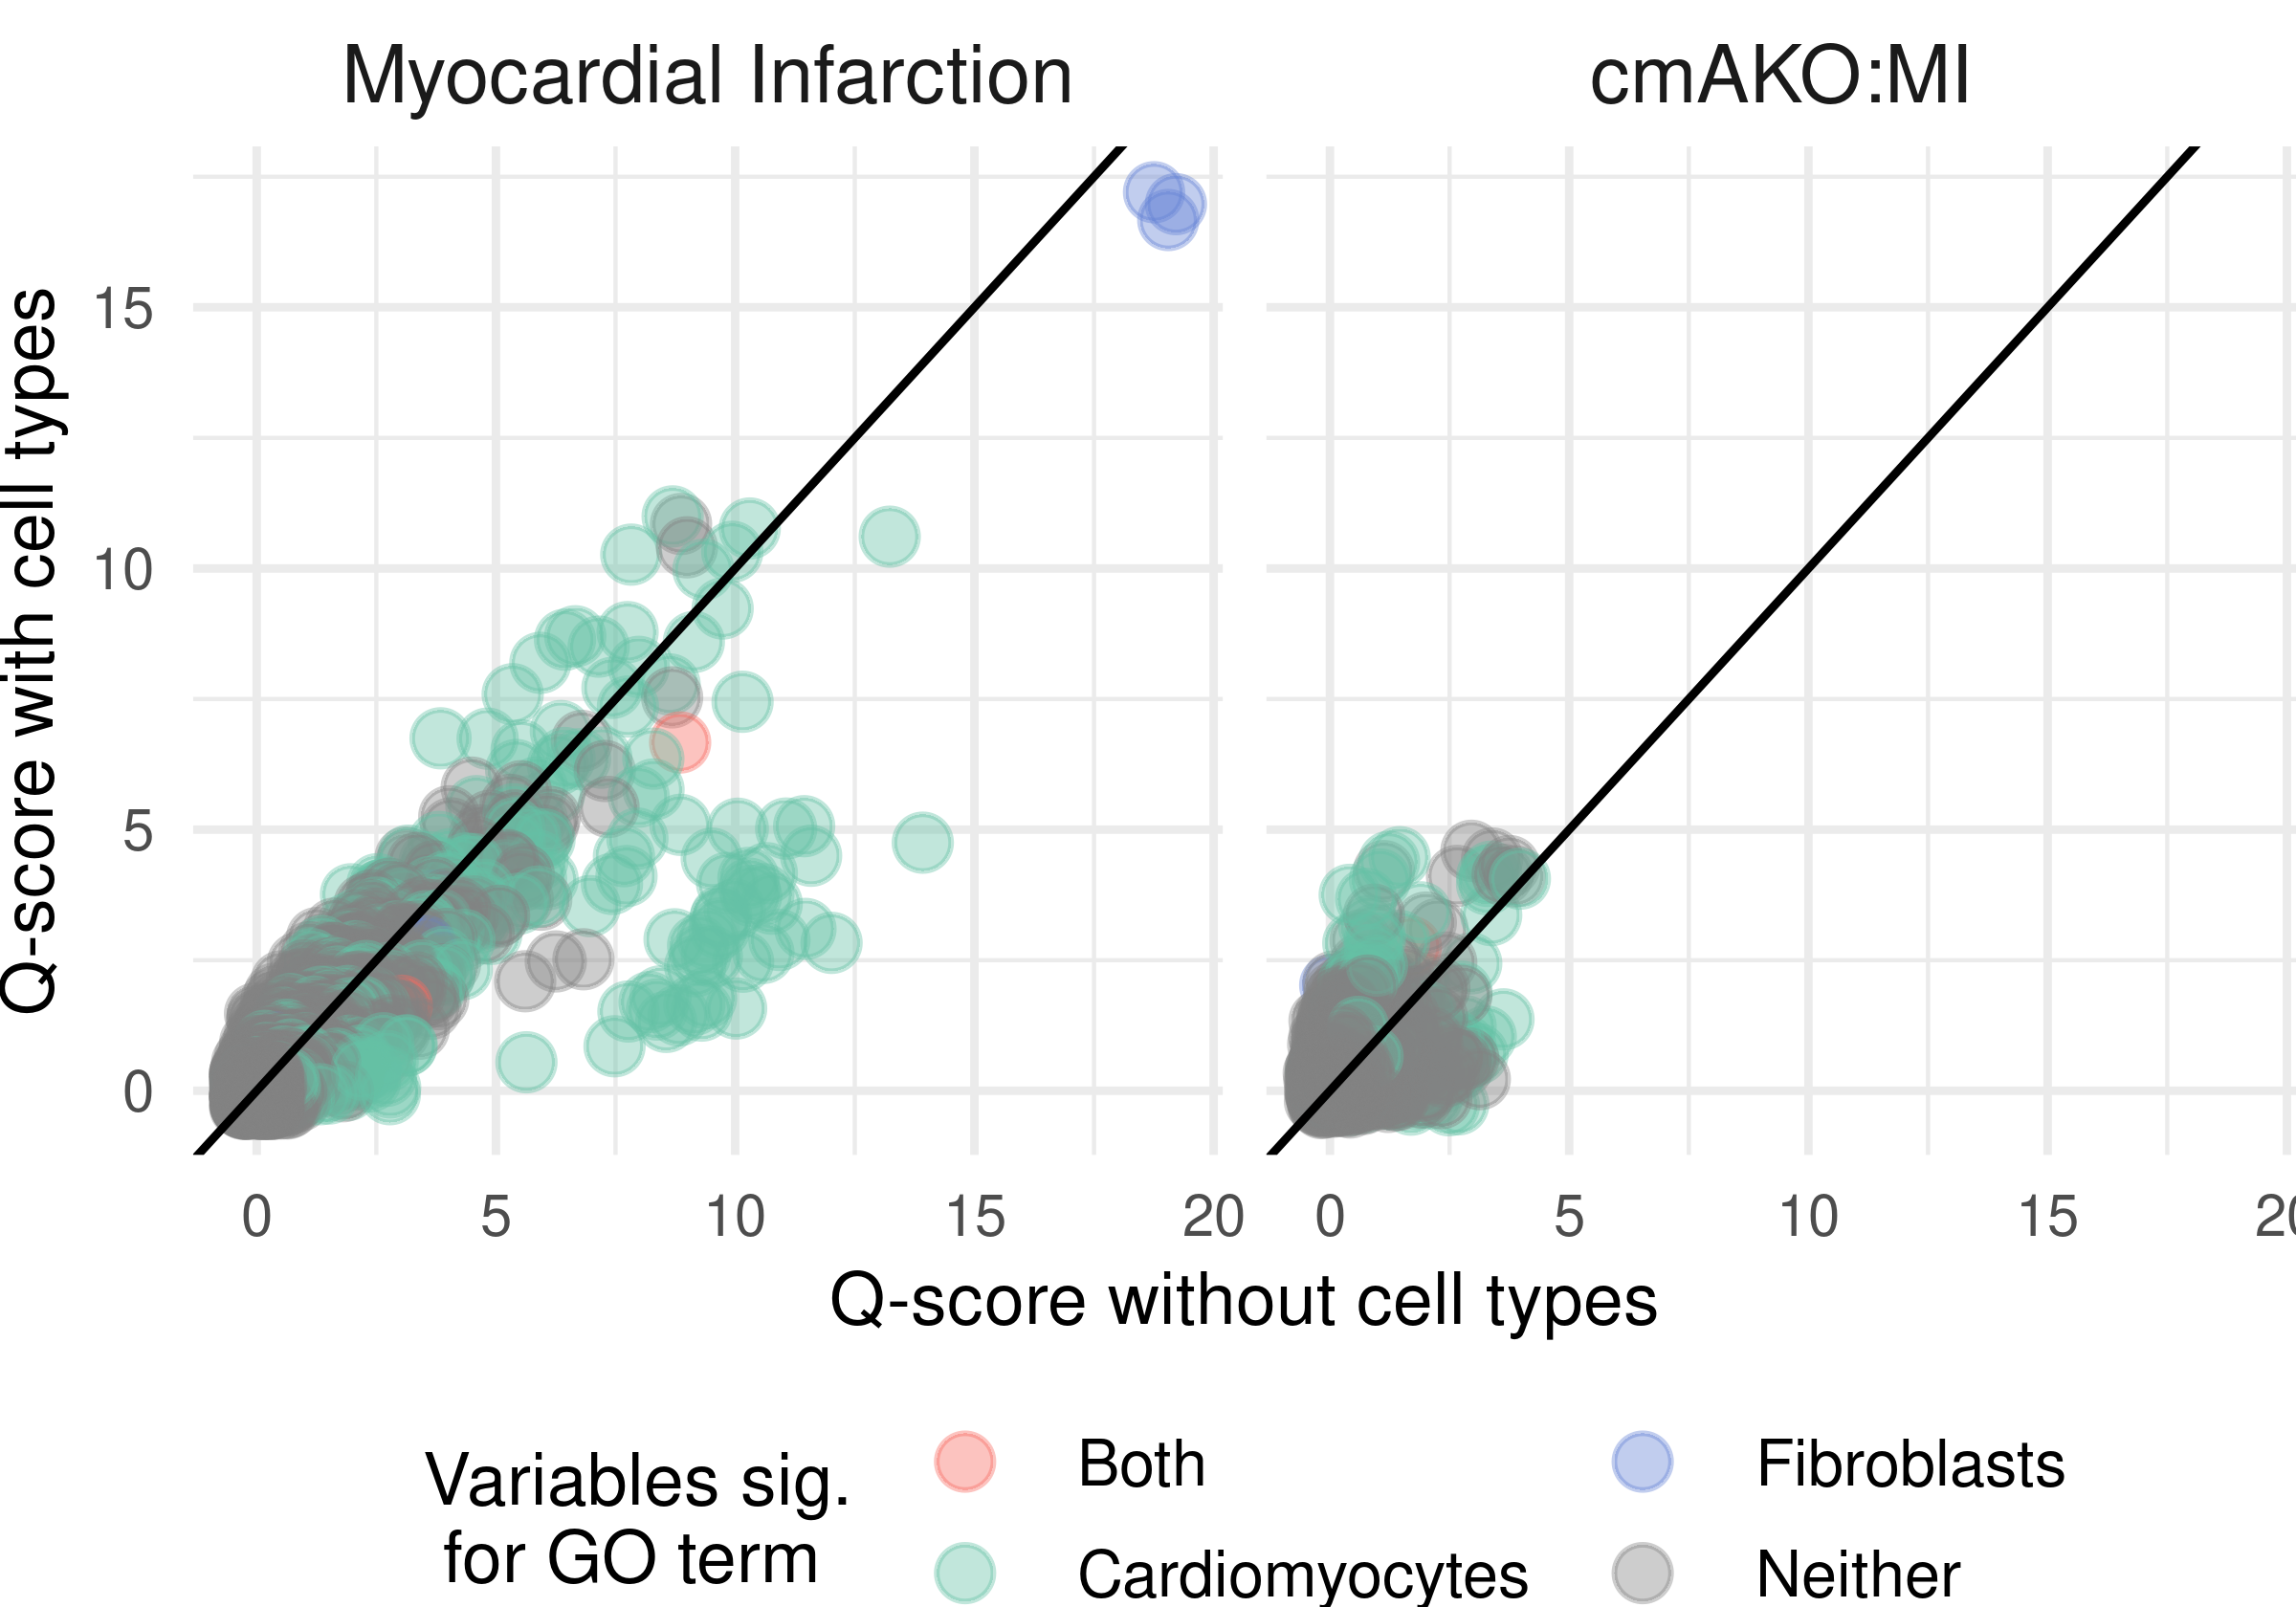 Myocardial Infarction
cmAKO:MI
Q-score with cell types
15
10
5
0
0 5 10 15 20
0 5 10 15 20
Q-score without cell types
Variables sig.
for GO term
Both
Cardiomyocytes
Fibroblasts
Neither